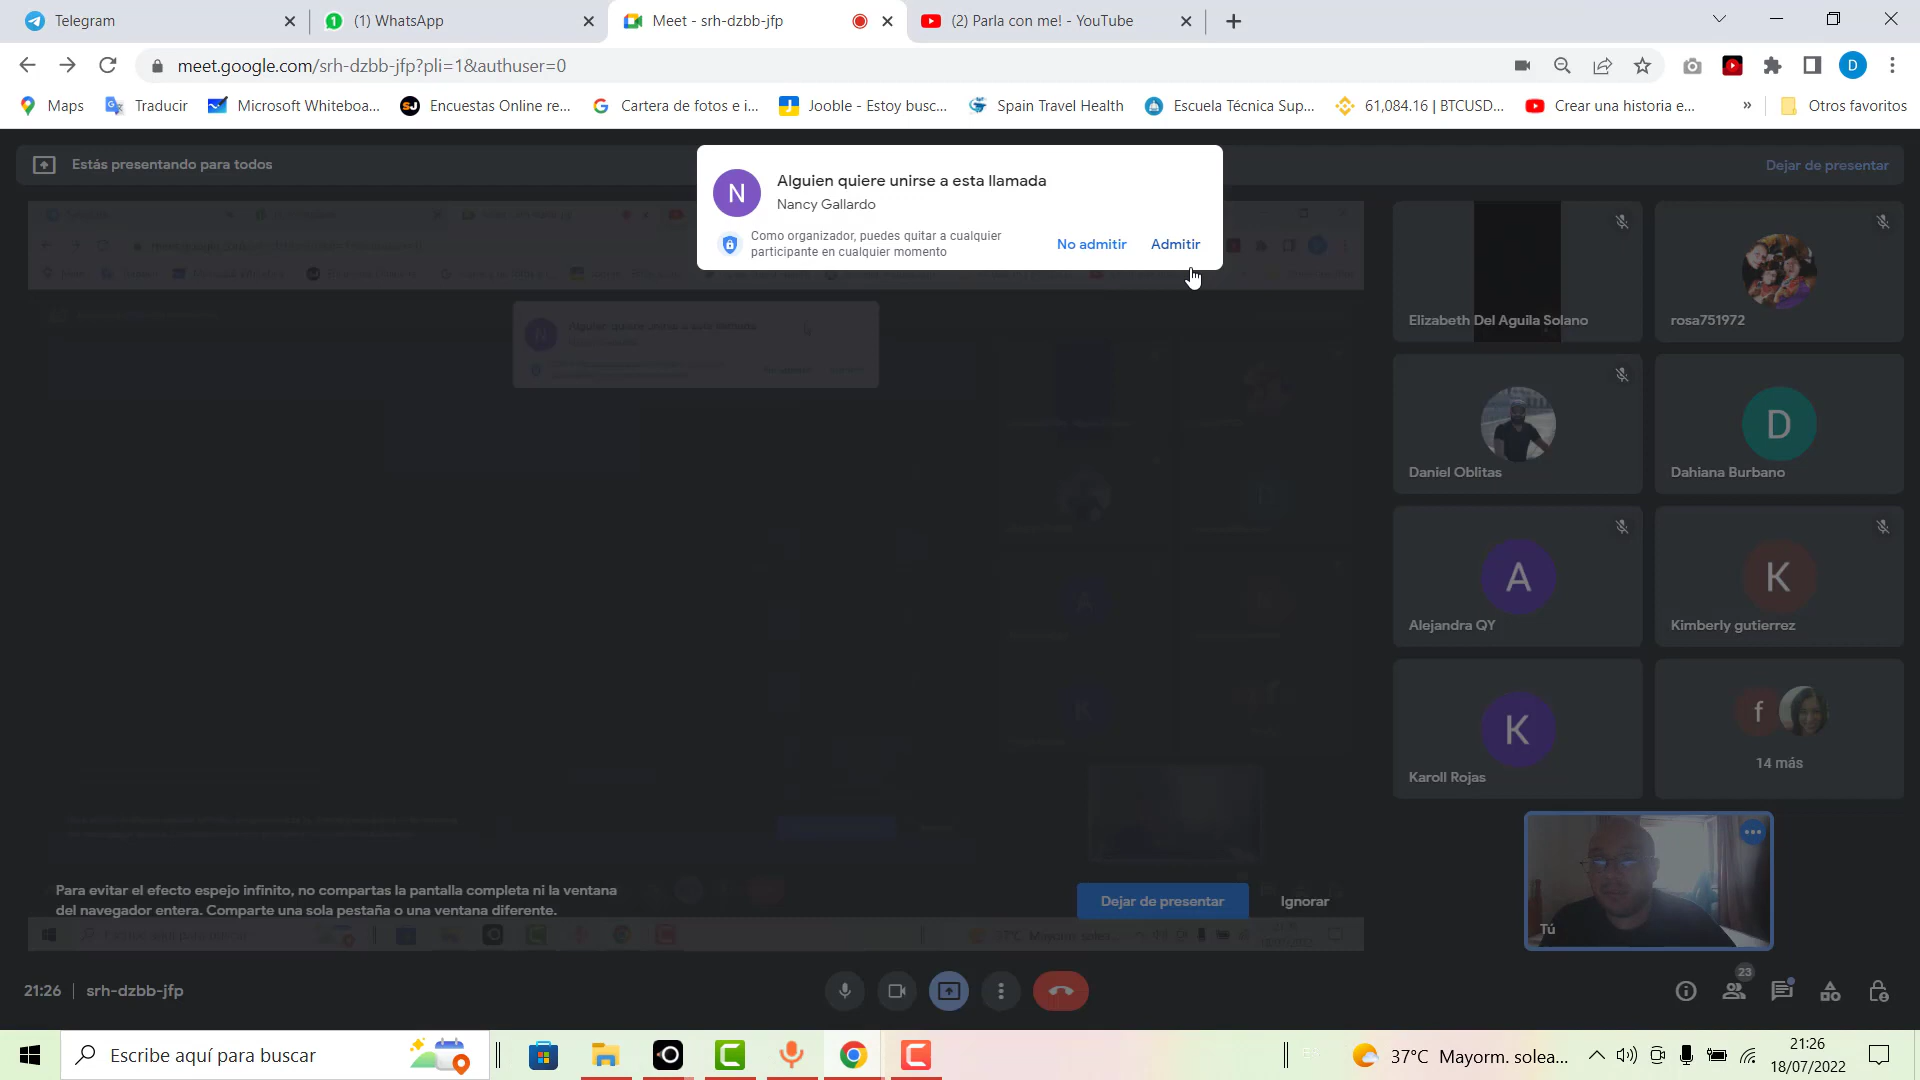 Telegram
(1) WhatsApp
Meet - srh-dzbb-jfp
(2) Parla con me! - YouTube
meet.google.com/srh-dzbb-jfp?pli=1&authuser=0
D
Maps
Traducir
Microsoft Whiteboa...
Encuestas Online re...
Cartera de fotos e i...
Jooble - Estoy busc...
Spain Travel Health
Escuela Técnica Sup...
61,084.16 | BTCUSD...
Crear una historia e...
»
Otros favoritos
Estás presentando para todos
Dejar de presentar
N
Alguien quiere unirse a esta llamada
Nancy Gallardo
Como organizador, puedes quitar a cualquier
participante en cualquier momento
No admitir
Admitir
Elizabeth Del Aguila Solano
rosa751972
Daniel Oblitas
D
Dahiana Burbano
A
Alejandra QY
K
Kimberly gutierrez
K
Karoll Rojas
f
14 más
Tú
Para evitar el efecto espejo infinito, no compartas la pantalla completa ni la ventana
del navegador entera. Comparte una sola pestaña o una ventana diferente.
Dejar de presentar
Ignorar
21:26 | srh-dzbb-jfp
23
Escribe aquí para buscar
37°C Mayorm. solea...
21:26
18/07/2022